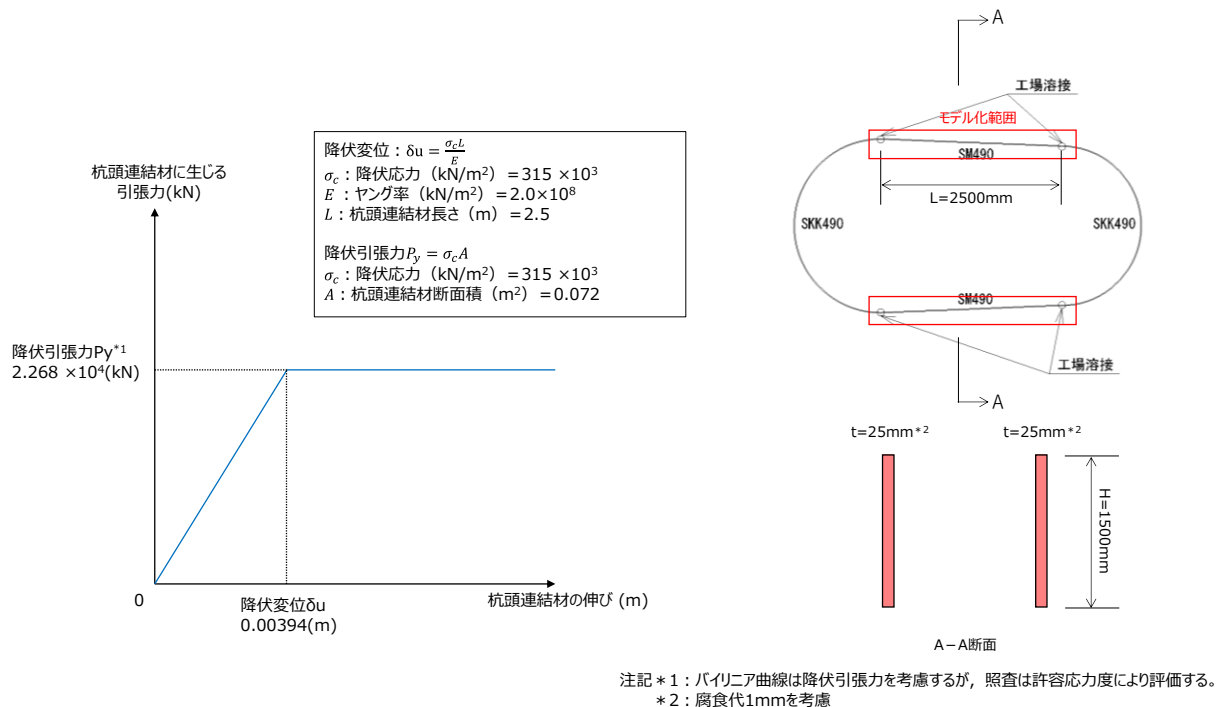 杭頭連結材に生じる
引張力(kN)
降伏変位：δu＝σcL/E
σc：降伏応力（kN/m²）＝315 ×10³
E：ヤング率（kN/m²）＝2.0×10⁸
L：杭頭連結材長さ（m）＝2.5
降伏引張力Py＝σcA
σc：降伏応力（kN/m²）＝315 ×10³
A：杭頭連結材断面積（m²）＝0.072
降伏引張力Py*1
2.268 ×10⁴(kN)
0
降伏変位δu
0.00394(m)
杭頭連結材の伸び (m)
A
工場溶接
モデル化範囲
SM490
L=2500mm
SKK490
SKK490
SM490
工場溶接
A
t=25mm*2
t=25mm*2
H=1500mm
A－A断面
注記＊1：バイリニア曲線は降伏引張力を考慮するが，照査は許容応力度により評価する。
＊2：腐食代1mmを考慮